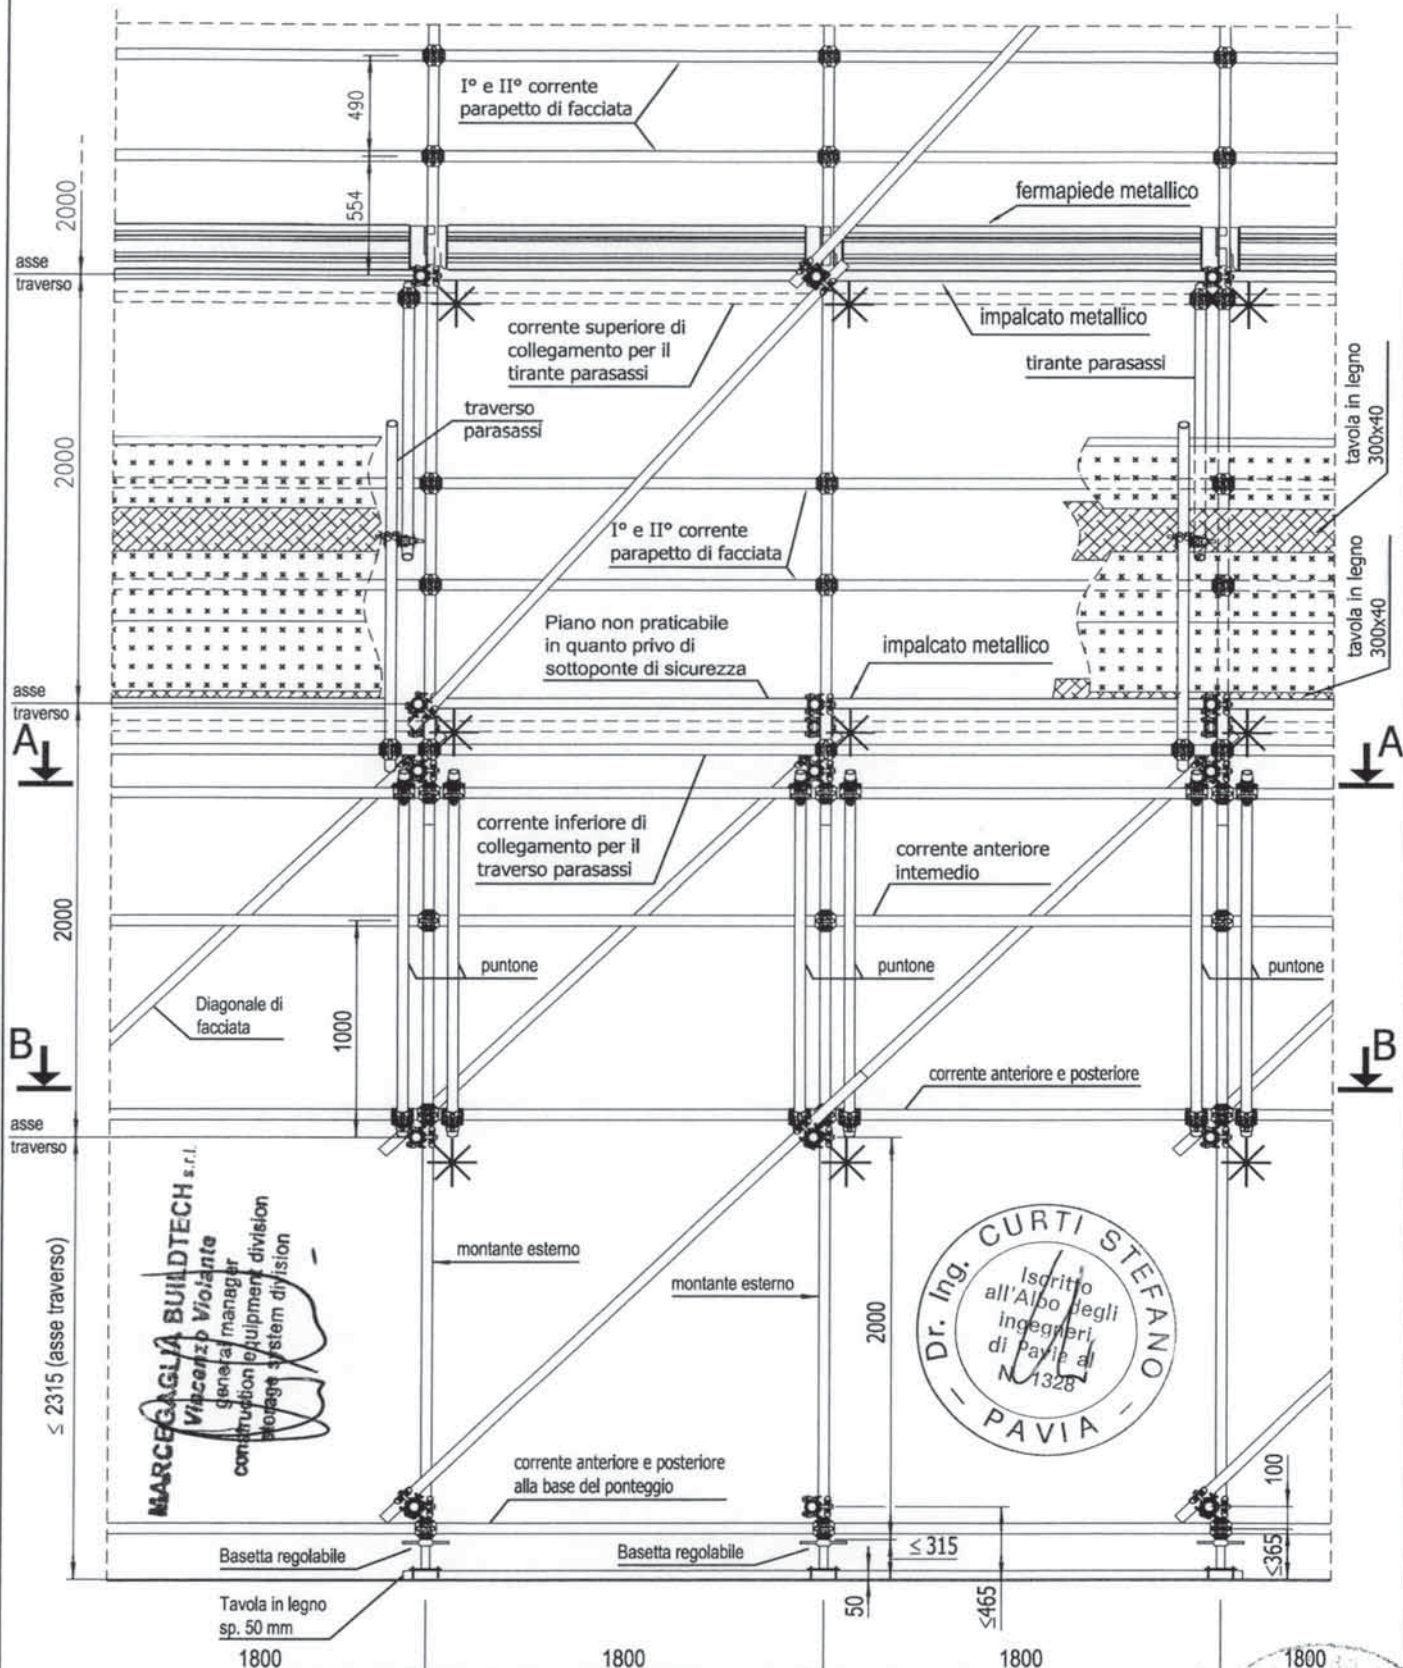 490
I° e II° corrente
parapetto di facciata
2000
554
fermapiede metallico
asse
traverso
corrente superiore di
collegamento per il
tirante parasassi
impalcato metallico
tirante parasassi
tavola in legno
300x40
traverso
parasassi
2000
I° e II° corrente
parapetto di facciata
tavola in legno
300x40
Piano non praticabile
in quanto privo di
sottoponte di sicurezza
impalcato metallico
asse
traverso
A
A
corrente inferiore di
collegamento per il
traverso parasassi
corrente anteriore
intemedio
2000
puntone
puntone
puntone
Diagonale di
facciata
1000
B
B
corrente anteriore e posteriore
asse
traverso
MARCEGAGLIA BUILDTECH s.r.l.
Vincenzo Violante
general manager
construction equipment division
storage system division
≤ 2315 (asse traverso)
montante esterno
montante esterno
2000
Dr. Ing. CURTI STEFANO
Iscritto
all'Albo degli
ingegneri
di Pavia al
N. 1328
- PAVIA -
corrente anteriore e posteriore
alla base del ponteggio
100
Basetta regolabile
Basetta regolabile
≤ 315
≤365
Tavola in legno
sp. 50 mm
50
≤465
1800
1800
1800
1800